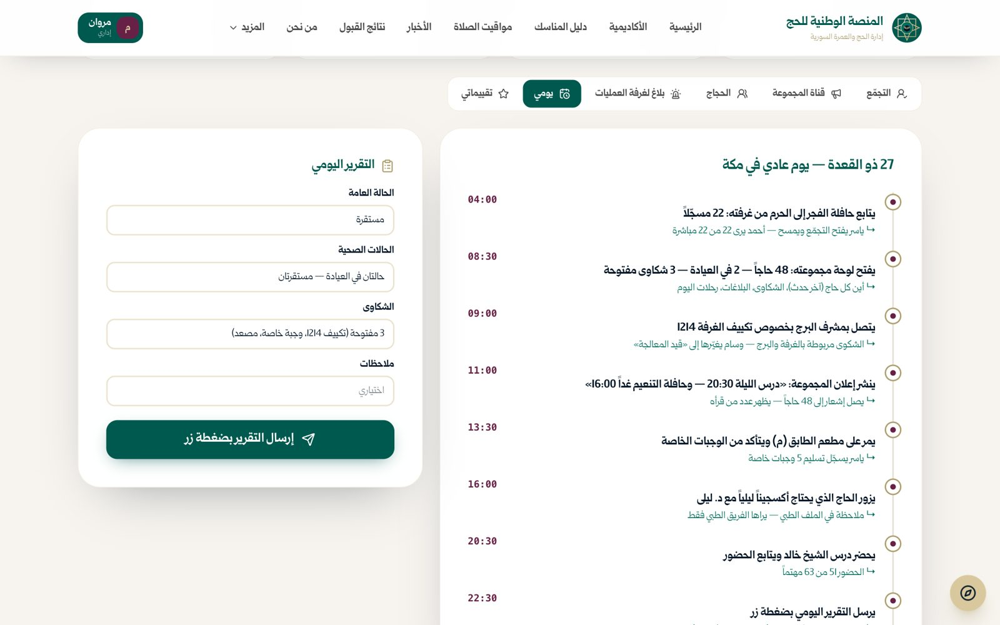 المنصة الوطنية للحج
إدارة الحج والعمرة السورية
الرئيسية
الأكاديمية
دليل المناسك
مواقيت الصلاة
الأخبار
نتائج القبول
من نحن
المزيد
م
مروان
إداري
التجمّع
قناة المجموعة
الحجاج
بلاغ لغرفة العمليات
يومي
تقييماتي
27 ذو القعدة — يوم عادي في مكة
04:00
يتابع حافلة الفجر إلى الحرم من غرفته: 22 مسجّلاً
↳ ياسر يفتح التجمّع ويمسح — أحمد يرى 22 من 22 مباشرة
08:30
يفتح لوحة مجموعته: 48 حاجاً — 2 في العيادة — 3 شكاوى مفتوحة
↳ أين كل حاج (آخر حدث)، الشكاوى، البلاغات، رحلات اليوم
09:00
يتصل بمشرف البرج بخصوص تكييف الغرفة 1214
↳ الشكوى مربوطة بالغرفة والبرج — وسام يغيّرها إلى «قيد المعالجة»
11:00
ينشر إعلان المجموعة: «درس الليلة 20:30 — وحافلة التنعيم غداً 16:00»
↳ يصل إشعار إلى 48 حاجاً — يظهر عدد من قرأه
13:30
يمر على مطعم الطابق (م) ويتأكد من الوجبات الخاصة
↳ ياسر يسجّل تسليم 5 وجبات خاصة
16:00
يزور الحاج الذي يحتاج أكسجيناً ليلياً مع د. ليلى
↳ ملاحظة في الملف الطبي — يراها الفريق الطبي فقط
20:30
يحضر درس الشيخ خالد ويتابع الحضور
↳ الحضور 51 من 63 مهتماً
22:30
يرسل التقرير اليومي بضغطة زر
التقرير اليومي
الحالة العامة
مستقرة
الحالات الصحية
حالتان في العيادة — مستقرتان
الشكاوى
3 مفتوحة (تكييف 1214، وجبة خاصة، مصعد)
ملاحظات
اختياري
إرسال التقرير بضغطة زر